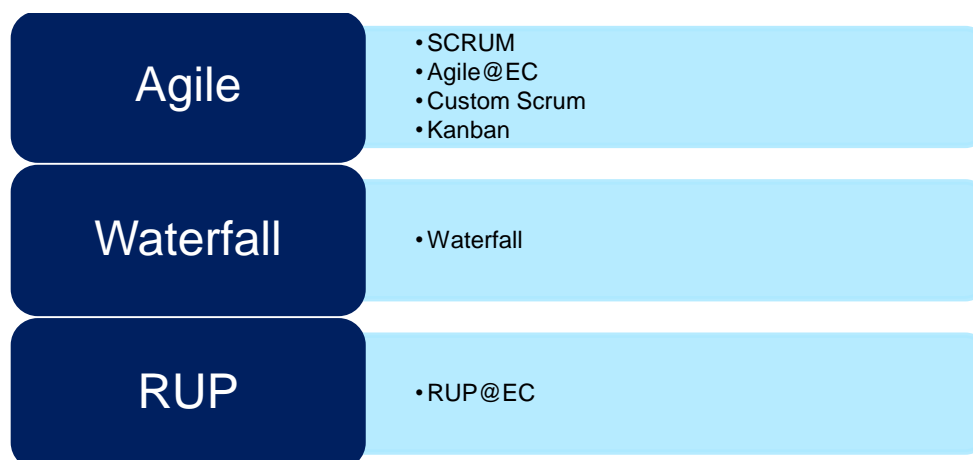 Agile
•SCRUM
•Agile@EC
•Custom Scrum
•Kanban
Waterfall
•Waterfall
RUP
•RUP@EC